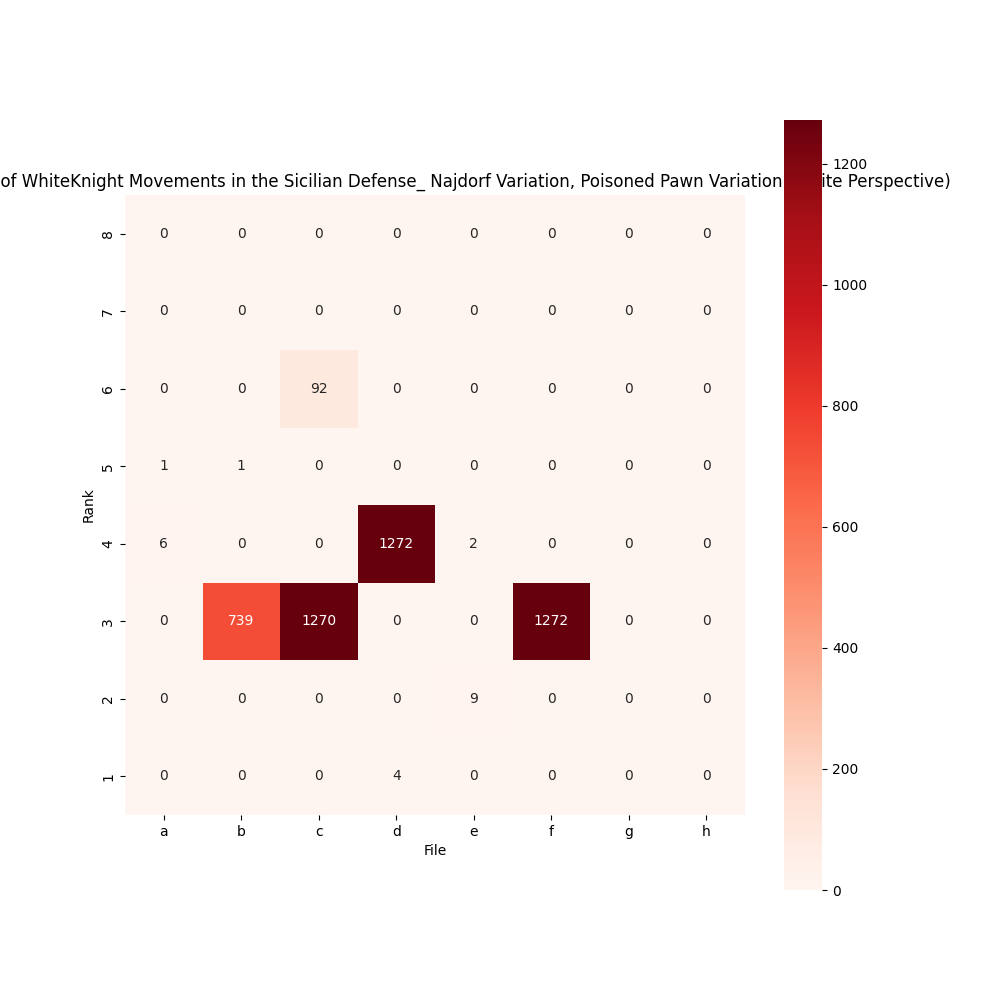 of WhiteKnight Movements in the Sicilian Defense_ Najdorf Variation, Poisoned Pawn Variation ite Perspective)
8 0 0 0 0 0 0 0 0
7 0 0 0 0 0 0 0 0
6 0 0 92 0 0 0 0 0
5 1 1 0 0 0 0 0 0
4 6 0 0 1272 2 0 0 0
3 0 739 1270 0 0 1272 0 0
2 0 0 0 0 9 0 0 0
1 0 0 0 4 0 0 0 0
a b c d e f g h
File
Rank
1200
1000
800
600
400
200
0